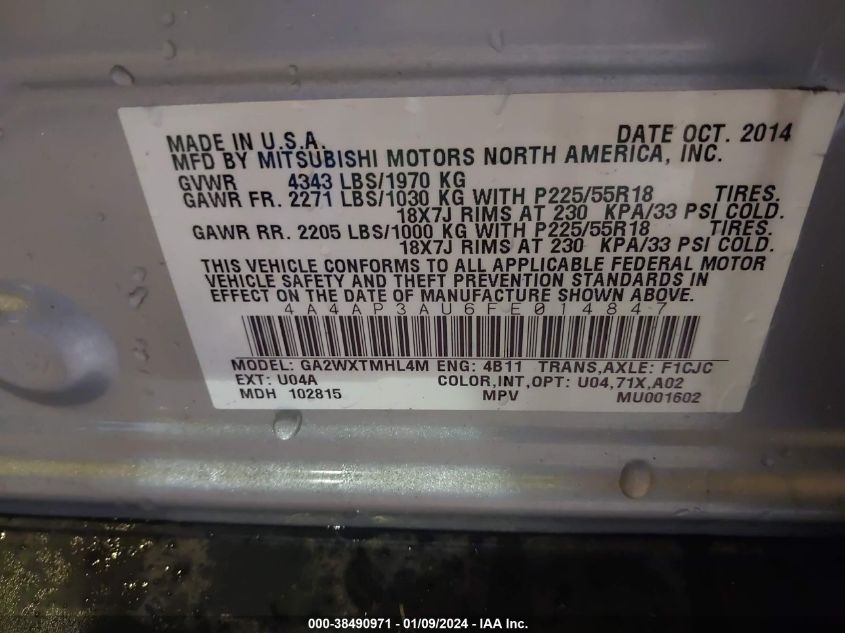 MADE IN U.S.A. DATE OCT. 2014
MFD BY MITSUBISHI MOTORS NORTH AMERICA, INC.
GVWR 4343 LBS/1970 KG
GAWR FR. 2271 LBS/1030 KG WITH P225/55R18 TIRES.
18X7J RIMS AT 230 KPA/33 PSI COLD.
GAWR RR. 2205 LBS/1000 KG WITH P225/55R18 TIRES.
18X7J RIMS AT 230 KPA/33 PSI COLD.
THIS VEHICLE CONFORMS TO ALL APPLICABLE FEDERAL MOTOR
VEHICLE SAFETY AND THEFT PREVENTION STANDARDS IN
EFFECT ON THE DATE OF MANUFACTURE SHOWN ABOVE.
4A4AP3AU6FE014847
MODEL: GA2WXTMHL4M ENG: 4B11 TRANS,AXLE: F1CJC
EXT: U04A COLOR,INT,OPT: U04,71X,A02
MDH 102815 MPV MU001602
000-38490971 - 01/09/2024 - IAA Inc.